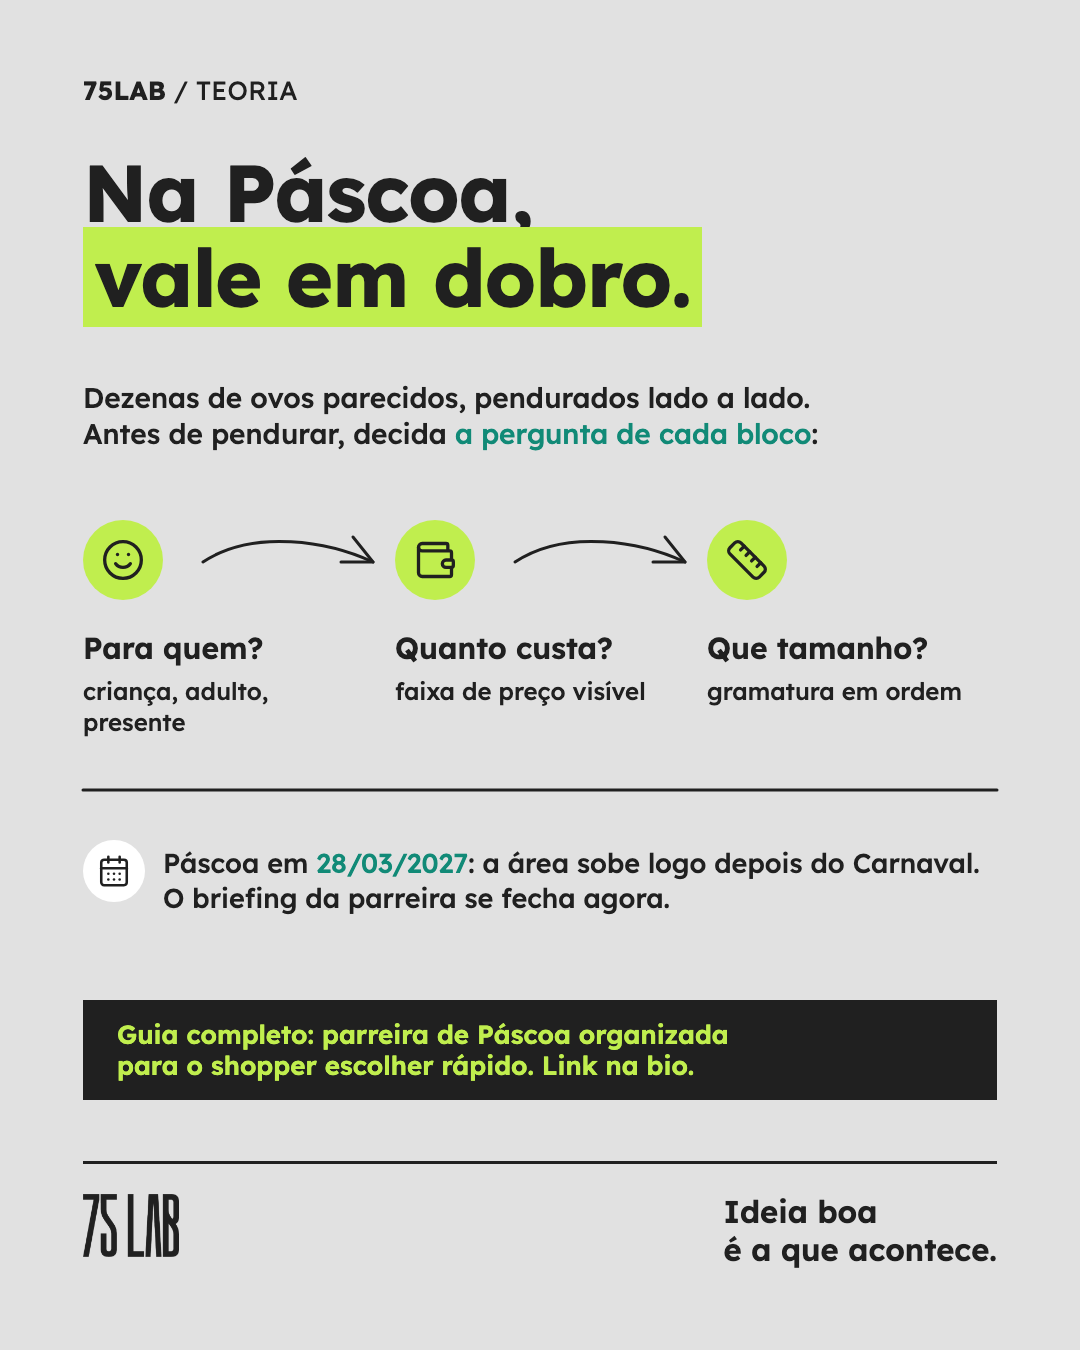 75LAB / TEORIA
Na Páscoa,
vale em dobro.
Dezenas de ovos parecidos, pendurados lado a lado.
Antes de pendurar, decida a pergunta de cada bloco:
Para quem?
criança, adulto,
presente
Quanto custa?
faixa de preço visível
Que tamanho?
gramatura em ordem
Páscoa em 28/03/2027: a área sobe logo depois do Carnaval.
O briefing da parreira se fecha agora.
Guia completo: parreira de Páscoa organizada
para o shopper escolher rápido. Link na bio.
75 LAB
Ideia boa
é a que acontece.